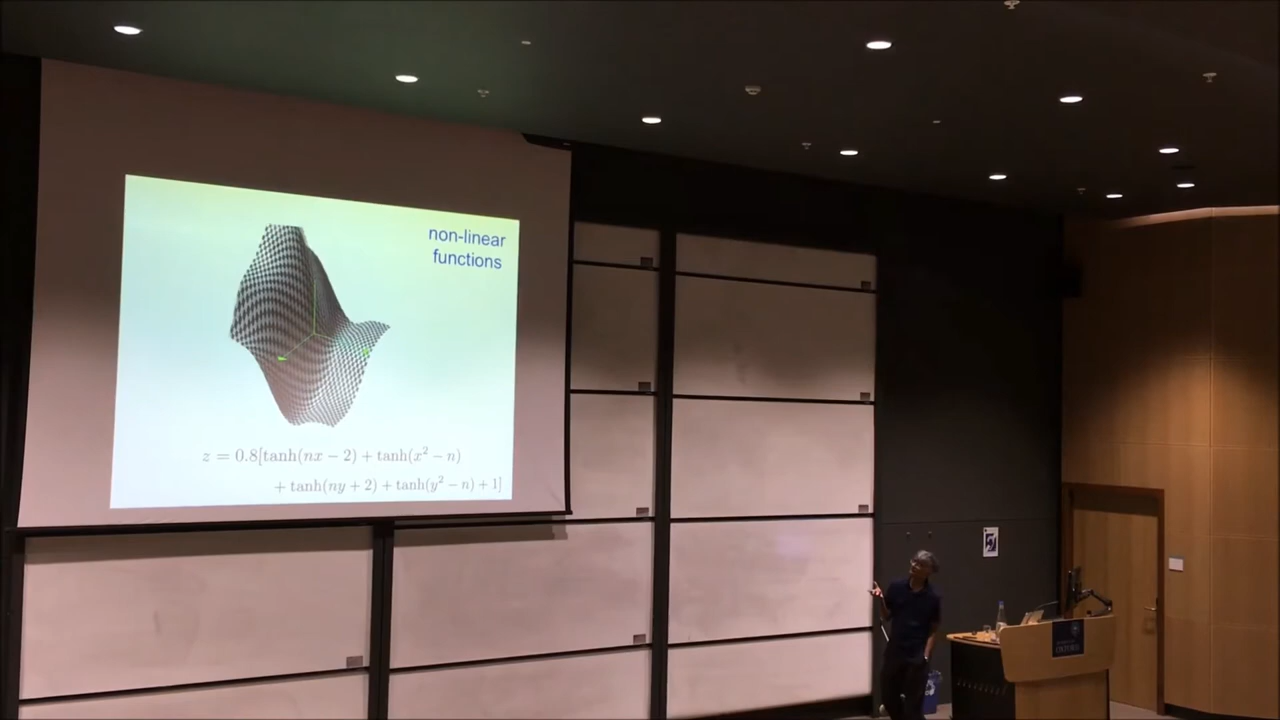 non-linear
functions
z = 0.8[tanh(nx − 2) + tanh(x² − n)
+ tanh(ny + 2) + tanh(y² − n) + 1]
OXFORD